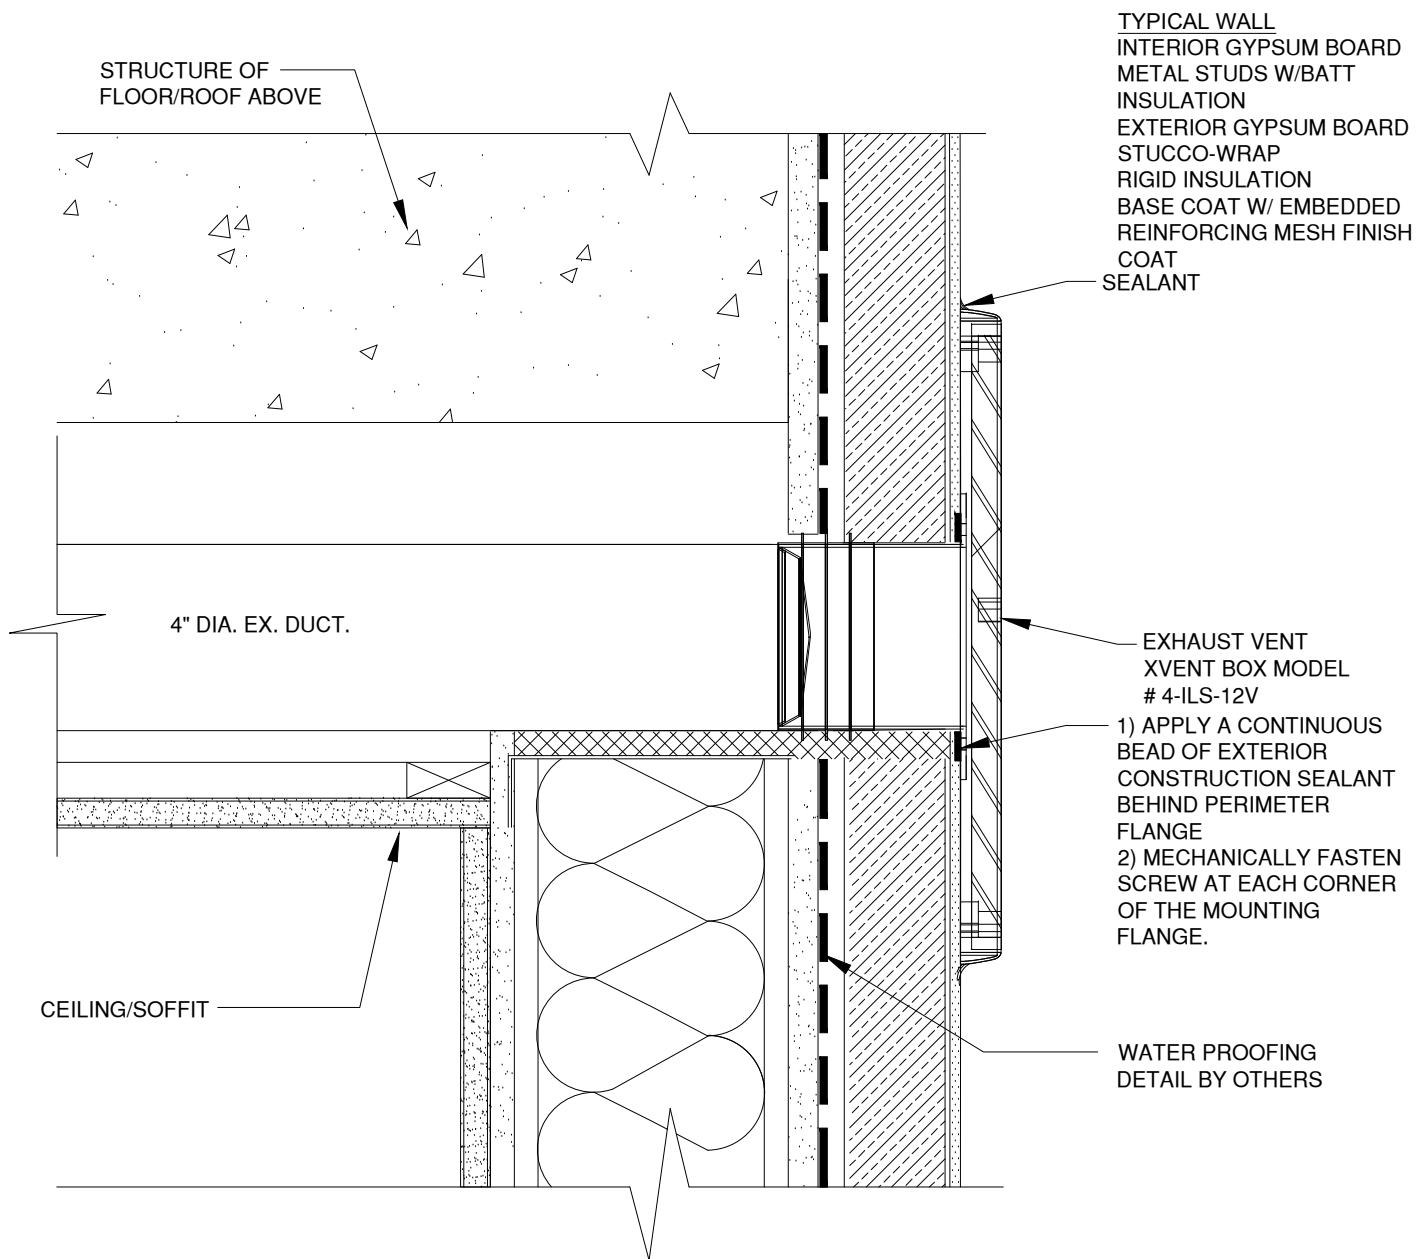 TYPICAL WALL
INTERIOR GYPSUM BOARD
METAL STUDS W/BATT
INSULATION
EXTERIOR GYPSUM BOARD
STUCCO-WRAP
RIGID INSULATION
BASE COAT W/ EMBEDDED
REINFORCING MESH FINISH
COAT
SEALANT
STRUCTURE OF
FLOOR/ROOF ABOVE
4" DIA. EX. DUCT.
EXHAUST VENT
XVENT BOX MODEL
# 4-ILS-12V
1) APPLY A CONTINUOUS
BEAD OF EXTERIOR
CONSTRUCTION SEALANT
BEHIND PERIMETER
FLANGE
2) MECHANICALLY FASTEN
SCREW AT EACH CORNER
OF THE MOUNTING
FLANGE.
CEILING/SOFFIT
WATER PROOFING
DETAIL BY OTHERS